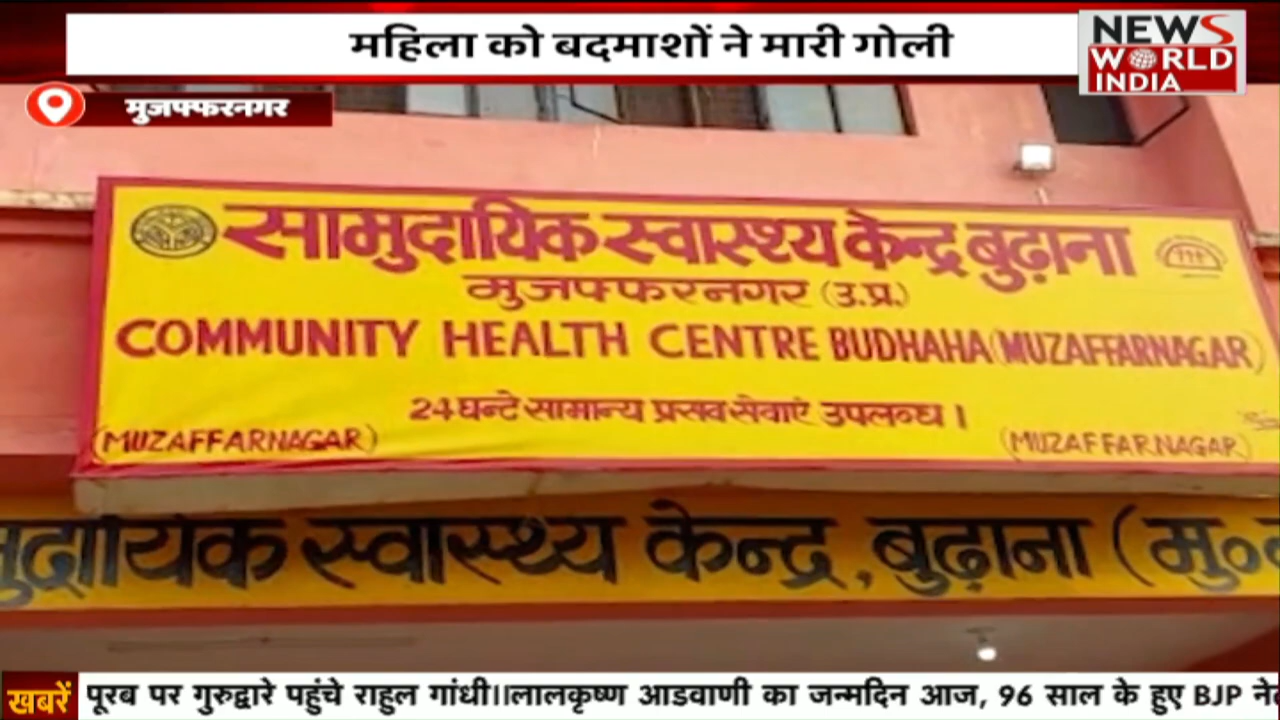 महिला को बदमाशों ने मारी गोली
NEWS
WORLD
INDIA
मुजफ्फरनगर
सामुदायिक स्वास्थ्य केन्द्र बुढ़ाना
मुजफ्फरनगर (उ.प्र.)
COMMUNITY HEALTH CENTRE BUDHAHA (MUZAFFARNAGAR)
24 घन्टे सामान्य प्रसव सेवाएं उपलब्ध ।
(MUZAFFARNAGAR) (MUZAFFARNAGAR)
मुदायिक स्वास्थ्य केन्द्र, बुढ़ाना (मु०
खबरें पूरब पर गुरुद्वारे पहुंचे राहुल गांधी॥लालकृष्ण आडवाणी का जन्मदिन आज, 96 साल के हुए BJP